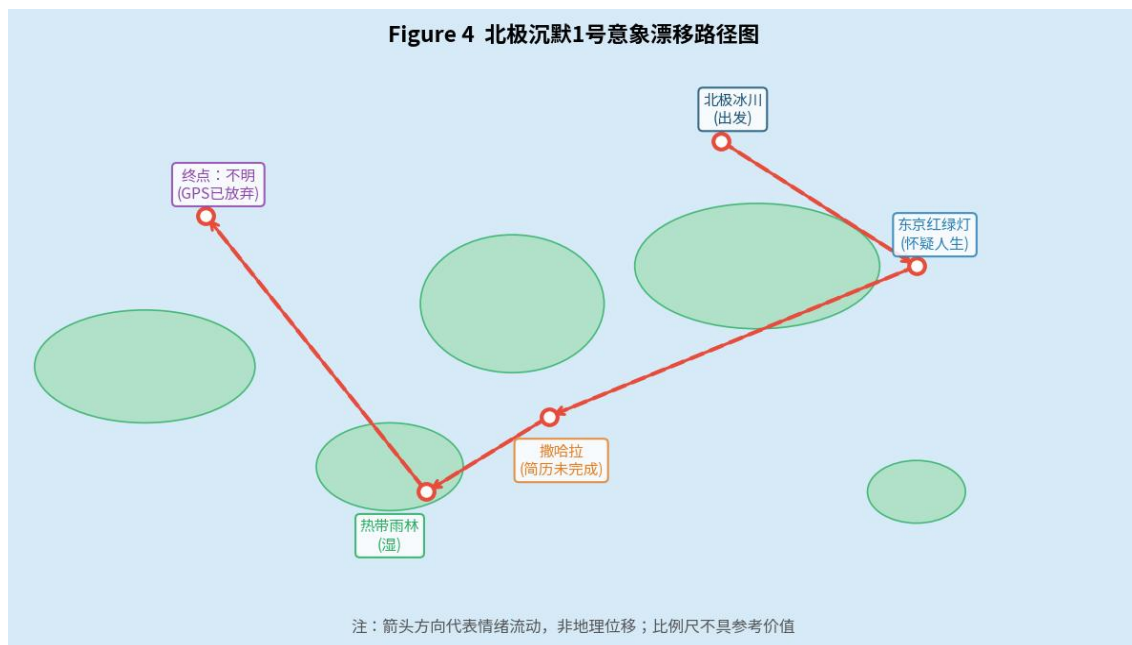 Figure 4 北极沉默1号意象漂移路径图
北极冰川
(出发)
终点：不明
(GPS已放弃)
东京红绿灯
(怀疑人生)
撒哈拉
(简历未完成)
热带雨林
(湿)
注：箭头方向代表情绪流动，非地理位移；比例尺不具参考价值